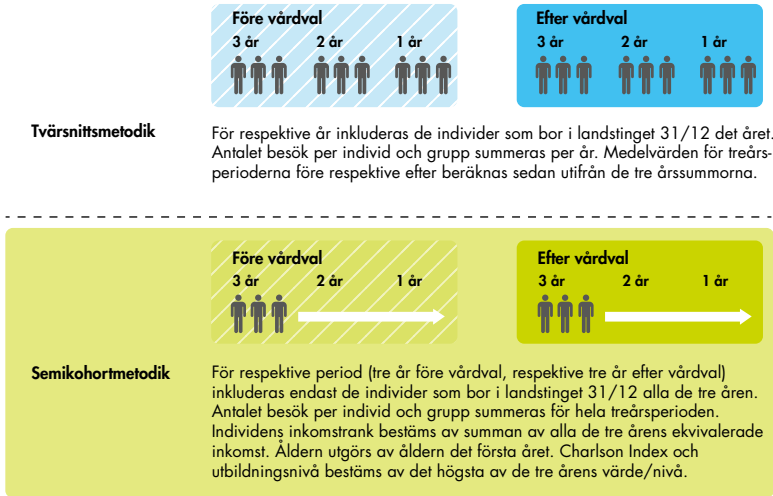 Före vårdval
3 år 2 år 1 år
Efter vårdval
3 år 2 år 1 år
Tvärsnittsmetodik
För respektive år inkluderas de individer som bor i landstinget 31/12 det året.
Antalet besök per individ och grupp summeras per år. Medelvärden för treårs-
perioderna före respektive efter beräknas sedan utifrån de tre årssummorna.
Före vårdval
3 år 2 år 1 år
Efter vårdval
3 år 2 år 1 år
Semikohortmetodik
För respektive period (tre år före vårdval, respektive tre år efter vårdval)
inkluderas endast de individer som bor i landstinget 31/12 alla de tre åren.
Antalet besök per individ och grupp summeras för hela treårsperioden.
Individens inkomstrank bestäms av summan av alla de tre årens ekvivalerade
inkomst. Åldern utgörs av åldern det första året. Charlson Index och
utbildningsnivå bestäms av det högsta av de tre årens värde/nivå.